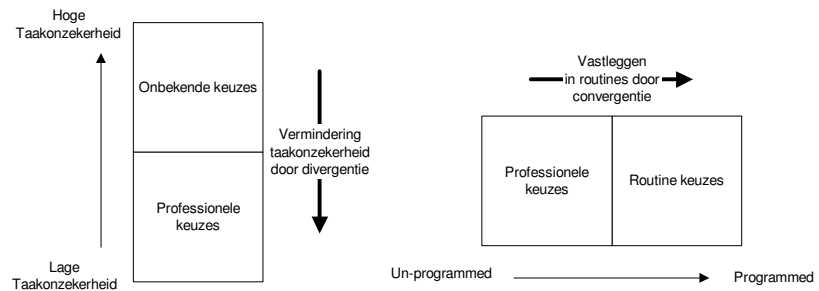 Hoge
Taakonzekerheid
Onbekende keuzes
Vermindering
taakonzekerheid
door divergentie
Professionele
keuzes
Lage
Taakonzekerheid
Vastleggen
in routines door
convergentie
Professionele
keuzes
Routine keuzes
Un-programmed
Programmed